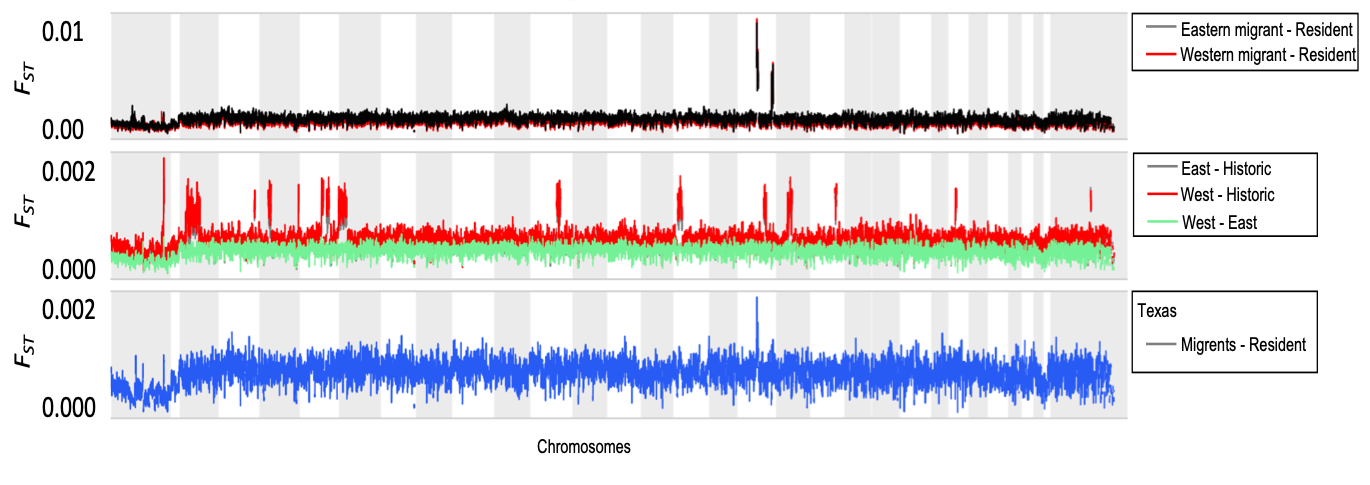 0.01
FST
0.00
Eastern migrant - Resident
Western migrant - Resident
0.002
FST
0.000
East - Historic
West - Historic
West - East
0.002
FST
0.000
Texas
Migrents - Resident
Chromosomes